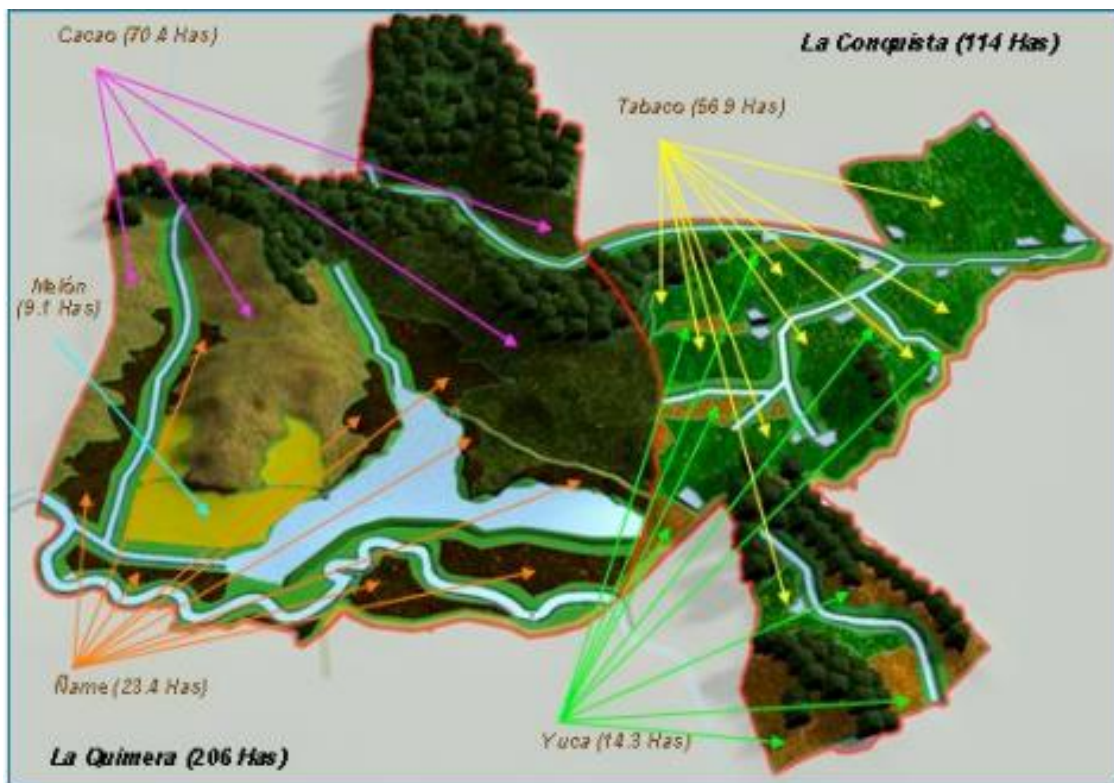 Cacao (70.4 Has)
La Conquista (114 Has)
Tabaco (56.9 Has)
Melón
(9.1 Has)
Ñame (23.4 Has)
Yuca (14.3 Has)
La Quimera (206 Has)